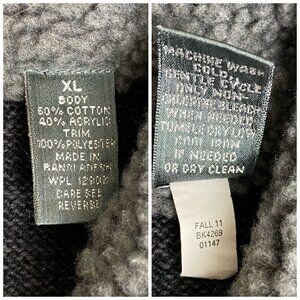 XL
BODY
60% COTTON
40% ACRYLIC
TRIM
100% POLYESTER
MADE IN
BANGLADESH
WPL
CARE SEE
REVERSE
MACHINE WASH
COLD
GENTLE CYCLE
ONLY NON-
CHLORINE BLEACH
WHEN NEEDED
TUMBLE DRY LOW
COOL IRON
IF NEEDED
OR DRY CLEAN
FALL 11
BK4269
01147